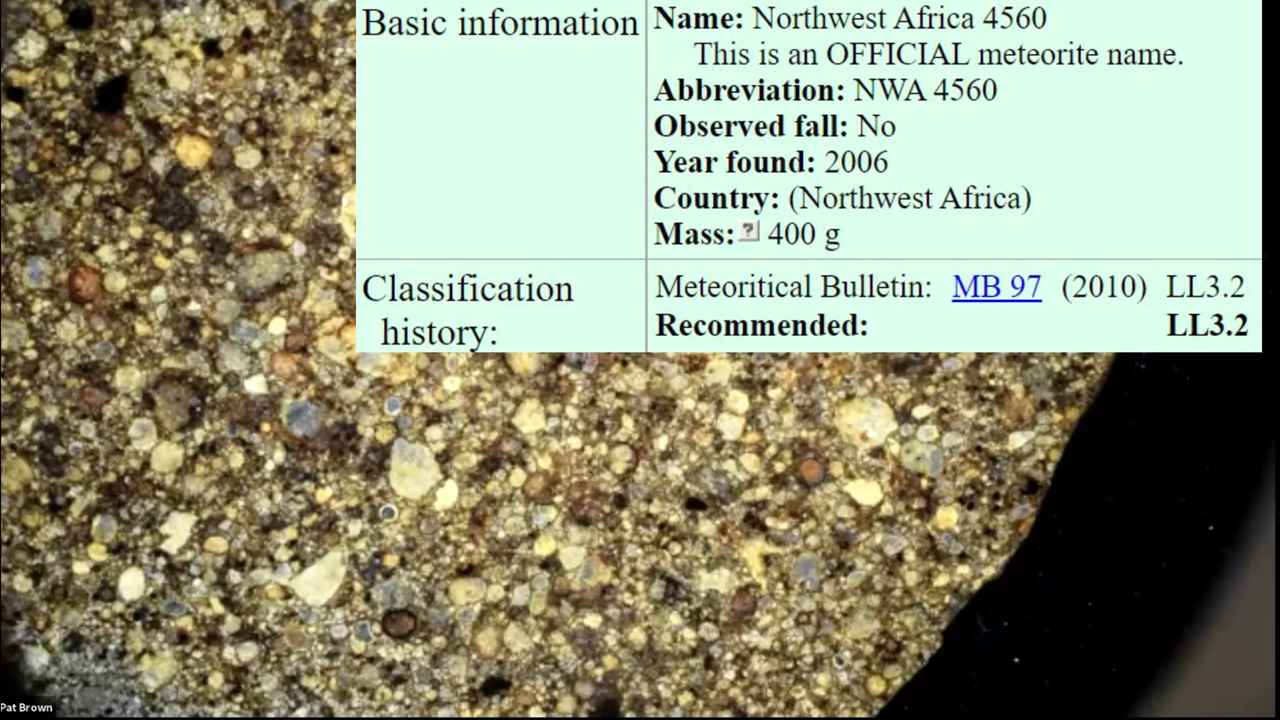 Basic information
Name: Northwest Africa 4560
This is an OFFICIAL meteorite name.
Abbreviation: NWA 4560
Observed fall: No
Year found: 2006
Country: (Northwest Africa)
Mass: ? 400 g
Classification history:
Meteoritical Bulletin: MB 97 (2010) LL3.2
Recommended: LL3.2
Pat Brown